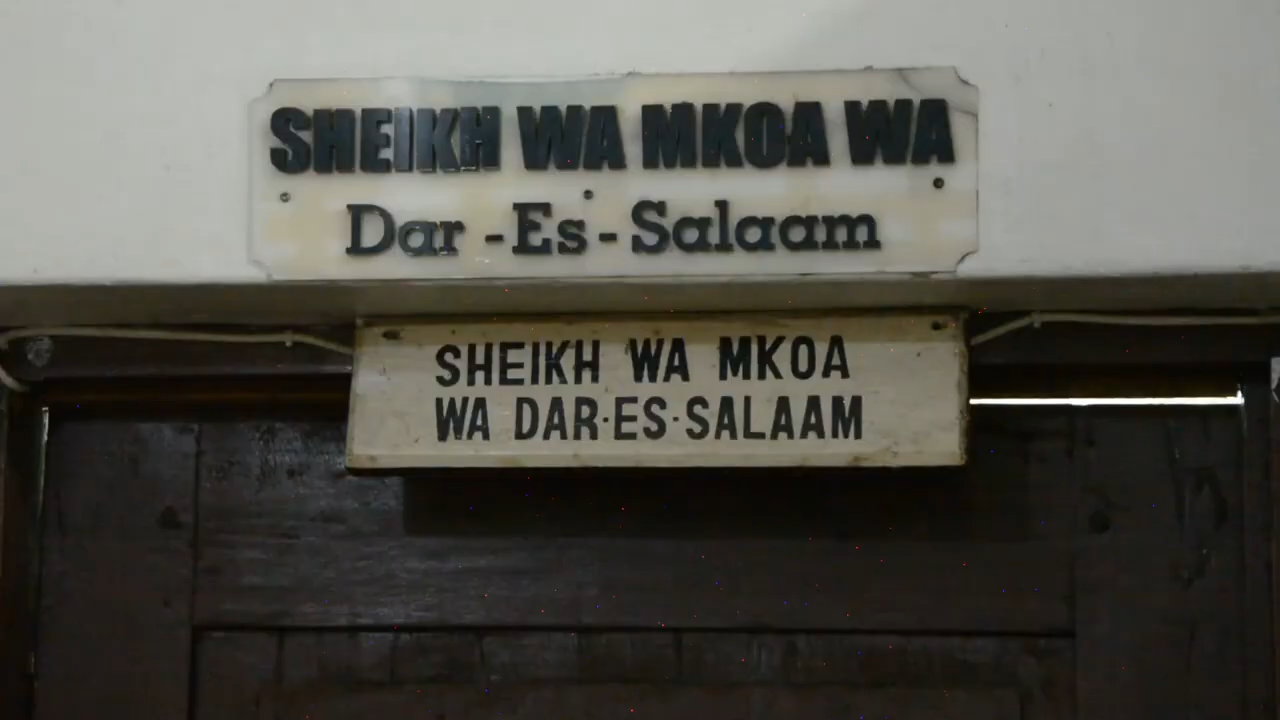 SHEIKH WA MKOA WA
Dar -Es- Salaam
SHEIKH WA MKOA
WA DAR·ES·SALAAM